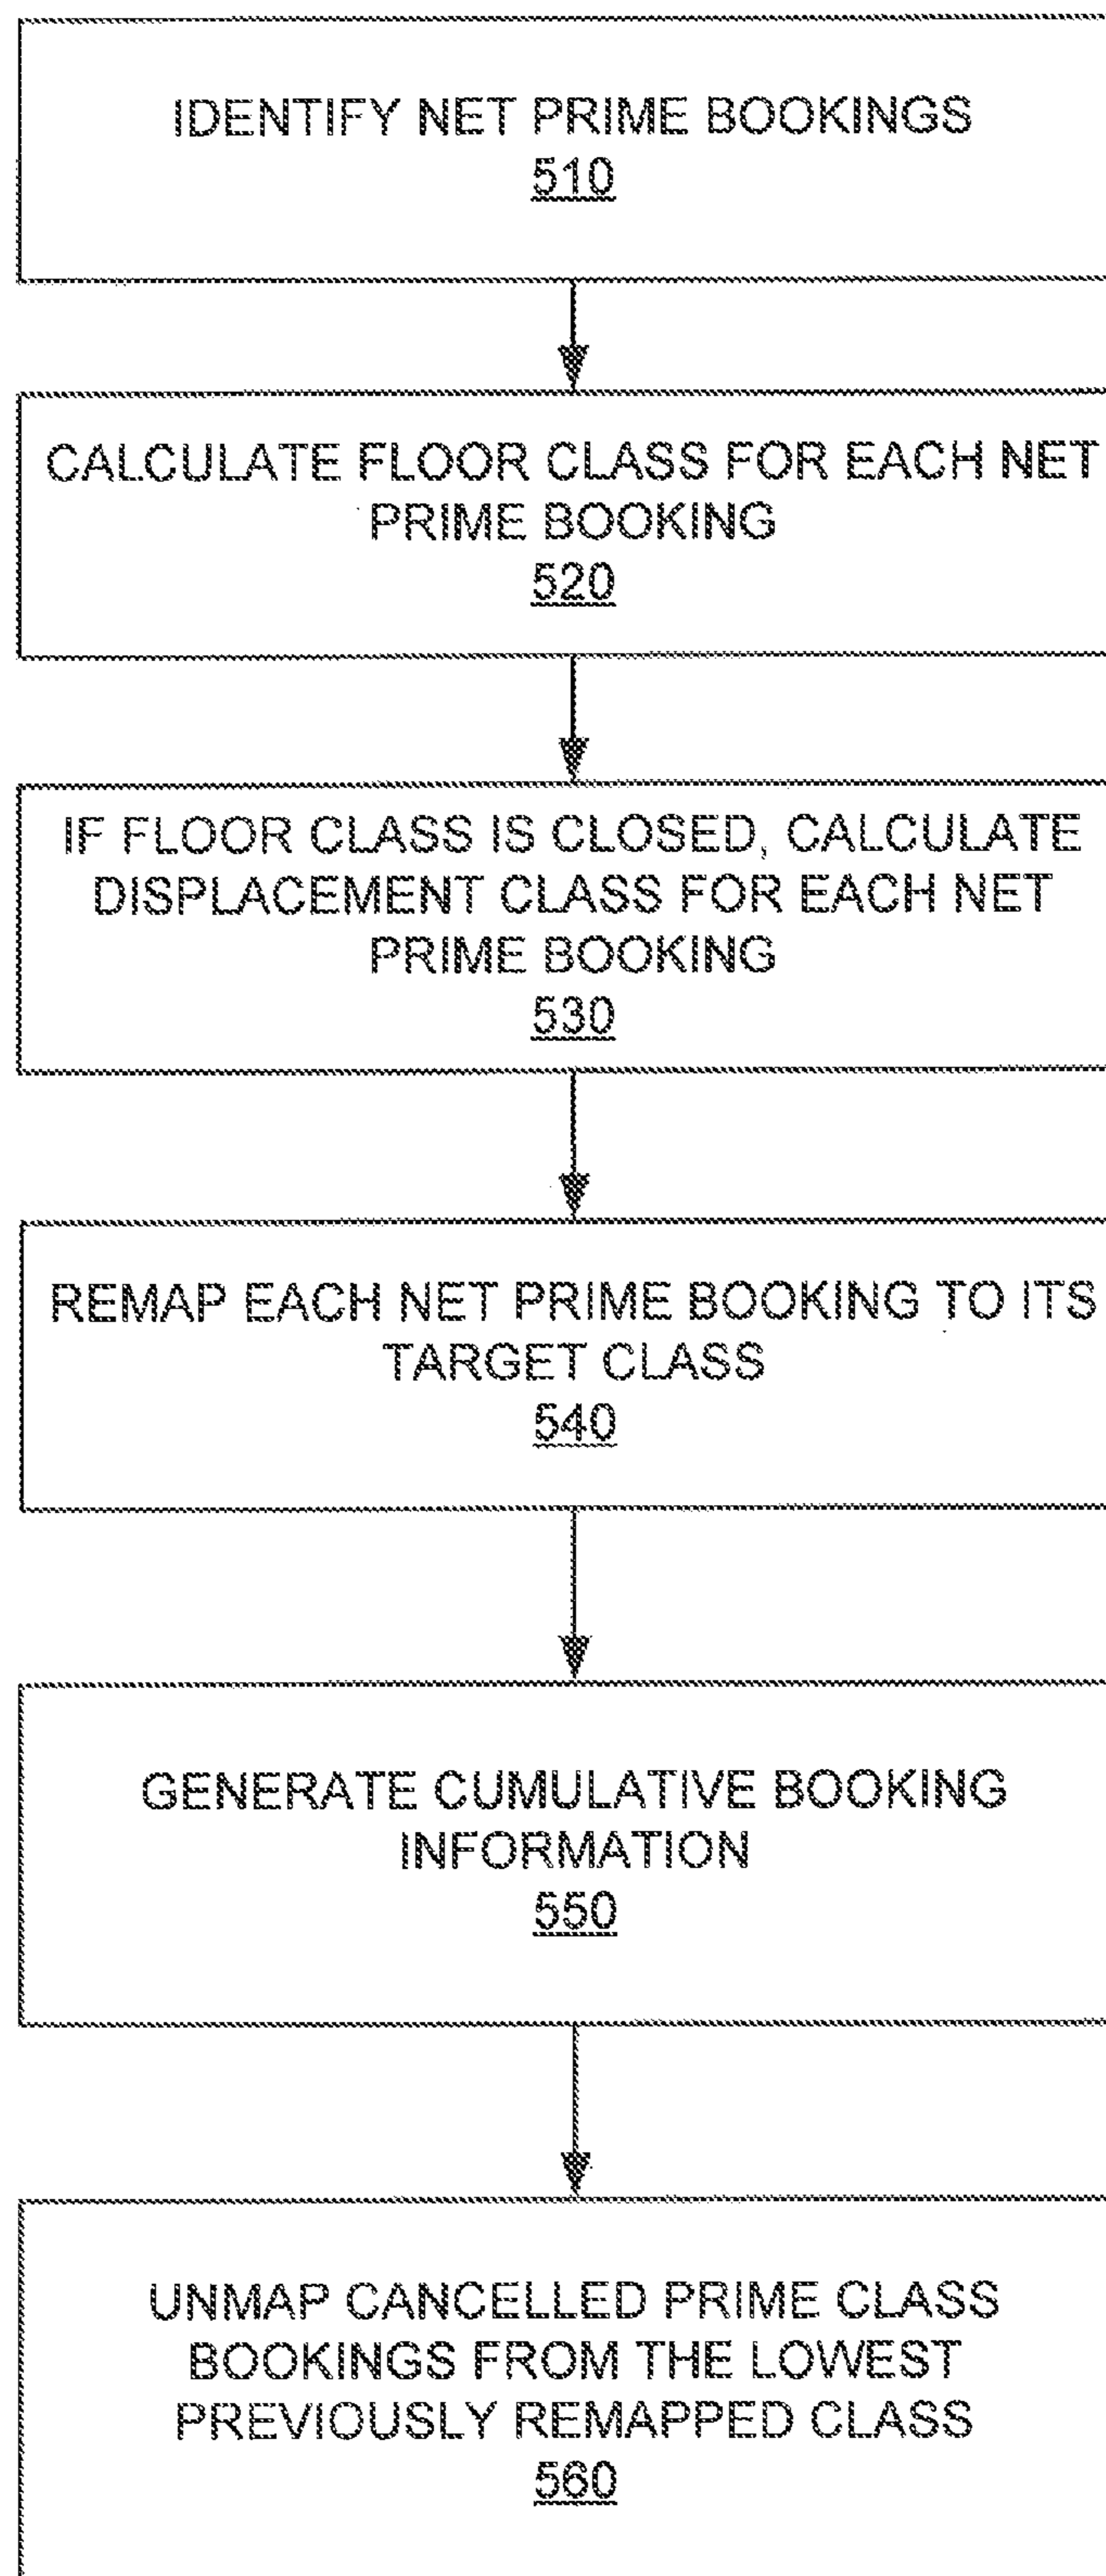 IDENTIFY NET PRIME BOOKINGS
510
CALCULATE FLOOR CLASS FOR EACH NET
PRIME BOOKING
520
IF FLOOR CLASS IS CLOSED, CALCULATE
DISPLACEMENT CLASS FOR EACH NET
PRIME BOOKING
530
REMAP EACH NET PRIME BOOKING TO ITS
TARGET CLASS
540
GENERATE CUMULATIVE BOOKING
INFORMATION
550
UNMAP CANCELLED PRIME CLASS
BOOKINGS FROM THE LOWEST
PREVIOUSLY REMAPPED CLASS
560